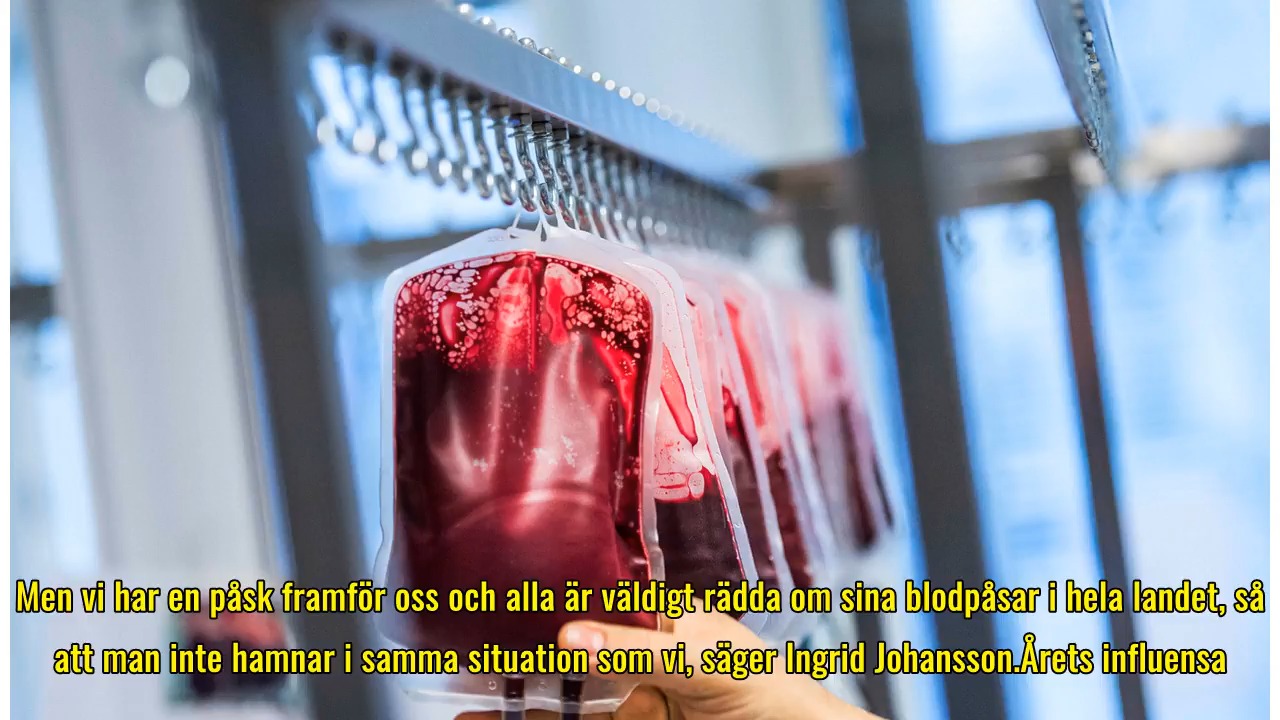 Men vi har en påsk framför oss och alla är väldigt rädda om sina blodpåsar i hela landet, så
att man inte hamnar i samma situation som vi, säger Ingrid Johansson.Årets influensa